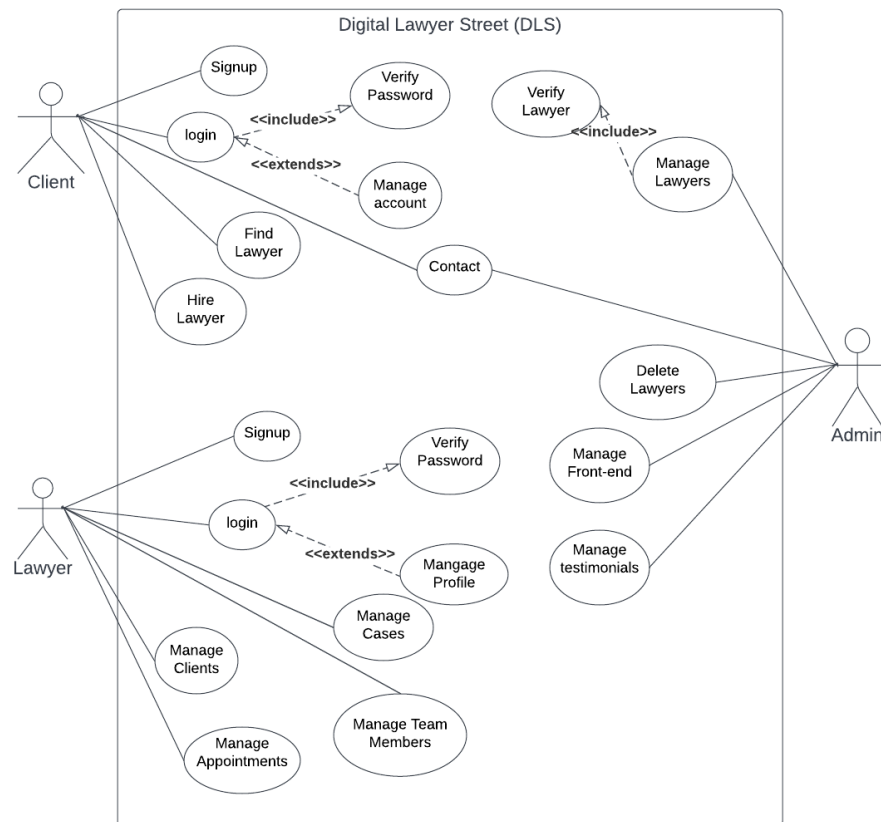 Digital Lawyer Street (DLS)
Signup
Verify
Password
Verify
Lawyer
<<include>>
login
<<include>>
<<extends>>
Manage
Lawyers
Client
Manage
account
Find
Lawyer
Contact
Hire
Lawyer
Delete
Lawyers
Admin
Signup
Verify
Password
Manage
Front-end
<<include>>
login
<<extends>>
Manage
testimonials
Lawyer
Mangage
Profile
Manage
Cases
Manage
Clients
Manage Team
Members
Manage
Appointments